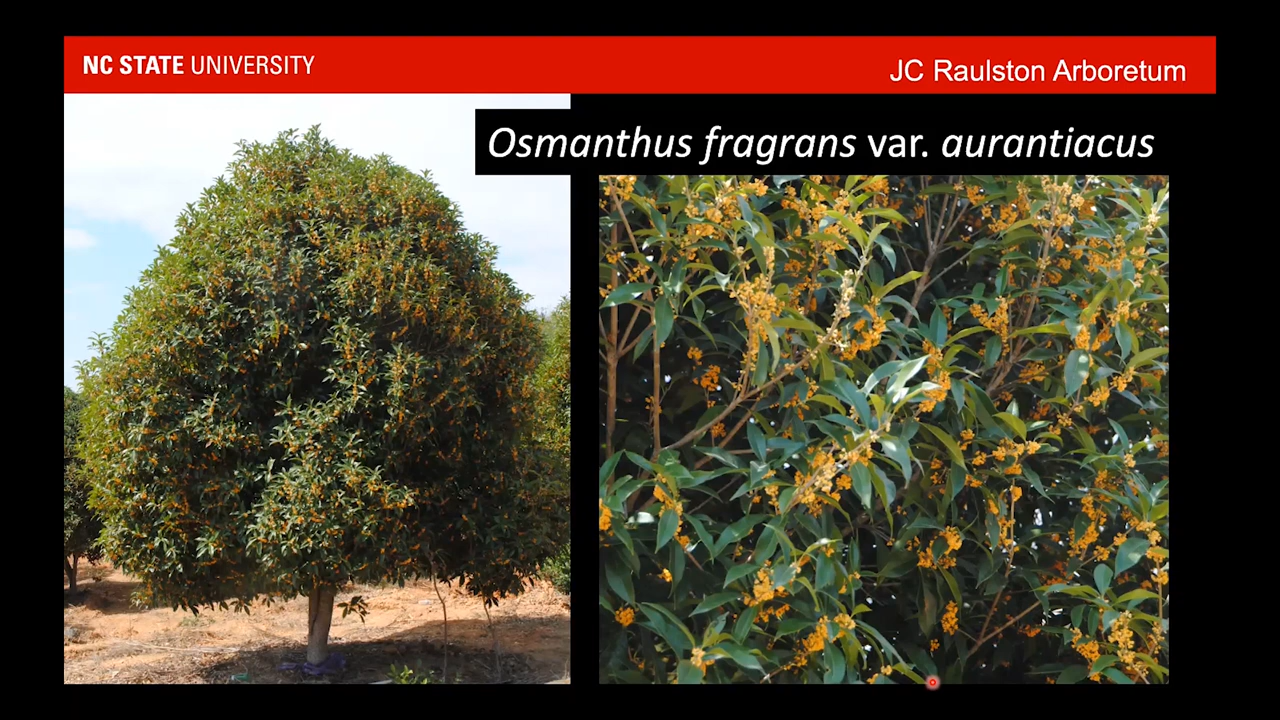 NC STATE UNIVERSITY
JC Raulston Arboretum
Osmanthus fragrans var. aurantiacus